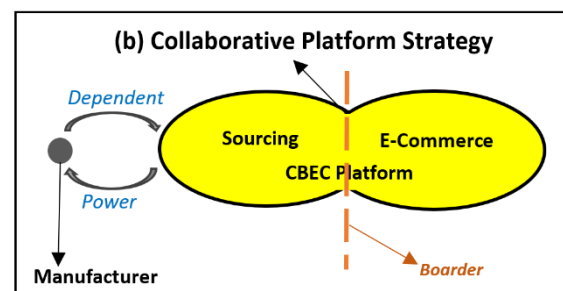 (b) Collaborative Platform Strategy
Dependent
Sourcing
E-Commerce
CBEC Platform
Power
Manufacturer
Boarder